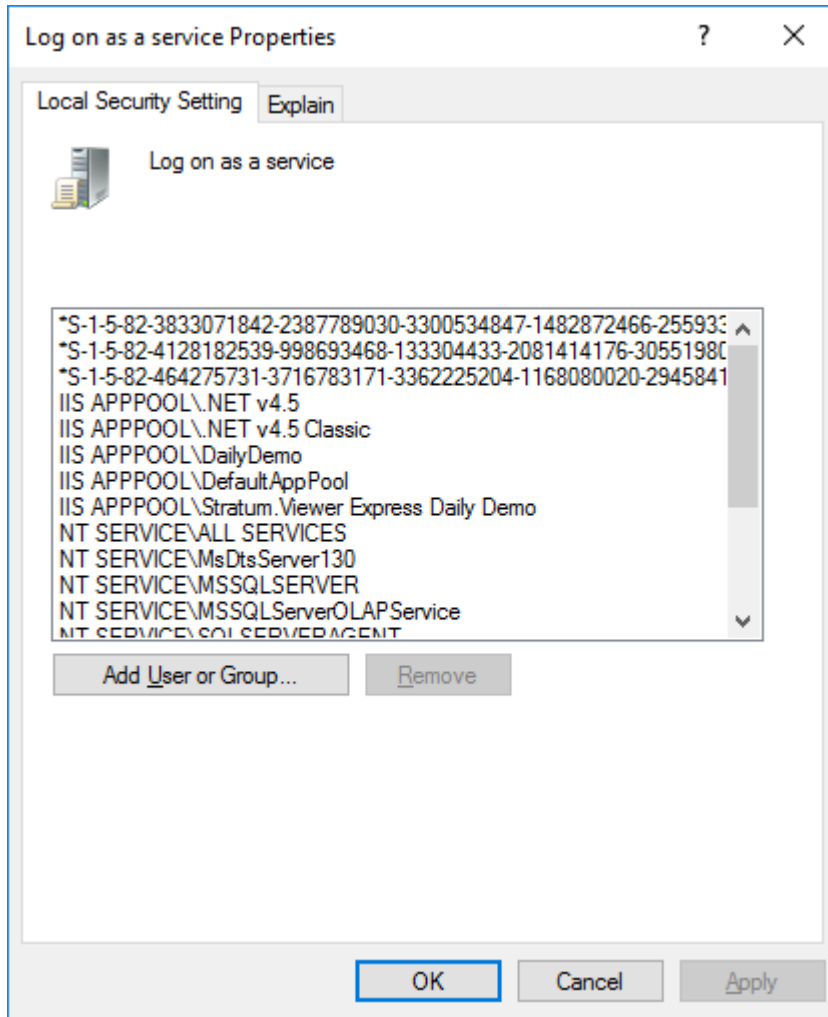 Log on as a service Properties
Local Security Setting
Explain
Log on as a service
*S-1-5-82-3833071842-2387789030-3300534847-1482872466-255933
*S-1-5-82-4128182539-998693468-133304433-2081414176-3055198
*S-1-5-82-464275731-3716783171-3362225204-1168080020-2945841
IIS APPPOOL\.NET v4.5
IIS APPPOOL\.NET v4.5 Classic
IIS APPPOOL\DailyDemo
IIS APPPOOL\DefaultAppPool
IIS APPPOOL\Stratum.Viewer Express Daily Demo
NT SERVICE\ALL SERVICES
NT SERVICE\MsDtsServer130
NT SERVICE\MSSQLSERVER
NT SERVICE\MSSQLServerOLAPService
NT SERVICE\SQLSERVERAGENT
Add User or Group...
Remove
OK
Cancel
Apply